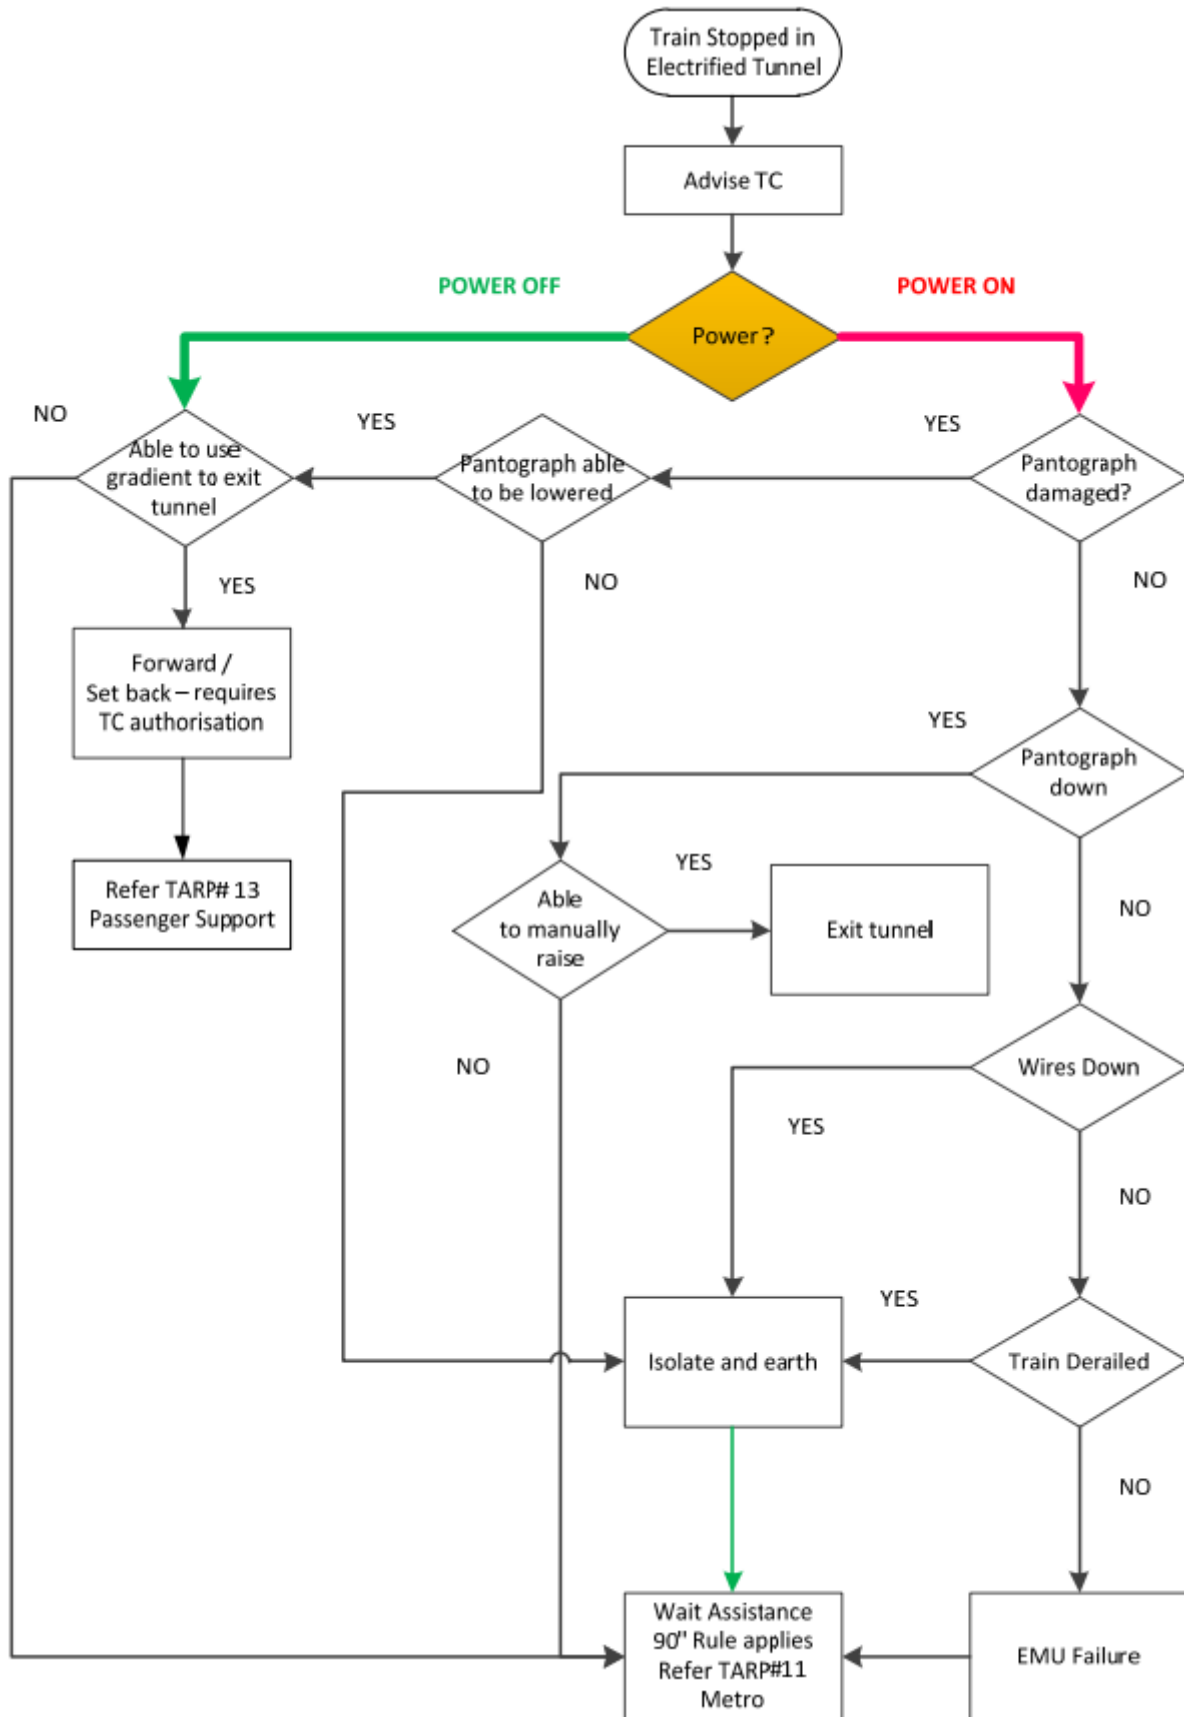 Train Stopped in
Electrified Tunnel
Advise TC
POWER OFF
POWER ON
Power?
NO
YES
YES
Able to use
gradient to exit
tunnel
Pantograph able
to be lowered
Pantograph
damaged?
YES
NO
NO
Forward /
Set back – requires
TC authorisation
YES
Pantograph
down
Refer TARP# 13
Passenger Support
YES
Able
to manually
raise
Exit tunnel
NO
NO
Wires Down
YES
NO
YES
Isolate and earth
Train Derailed
NO
Wait Assistance
90" Rule applies
Refer TARP#11
Metro
EMU Failure